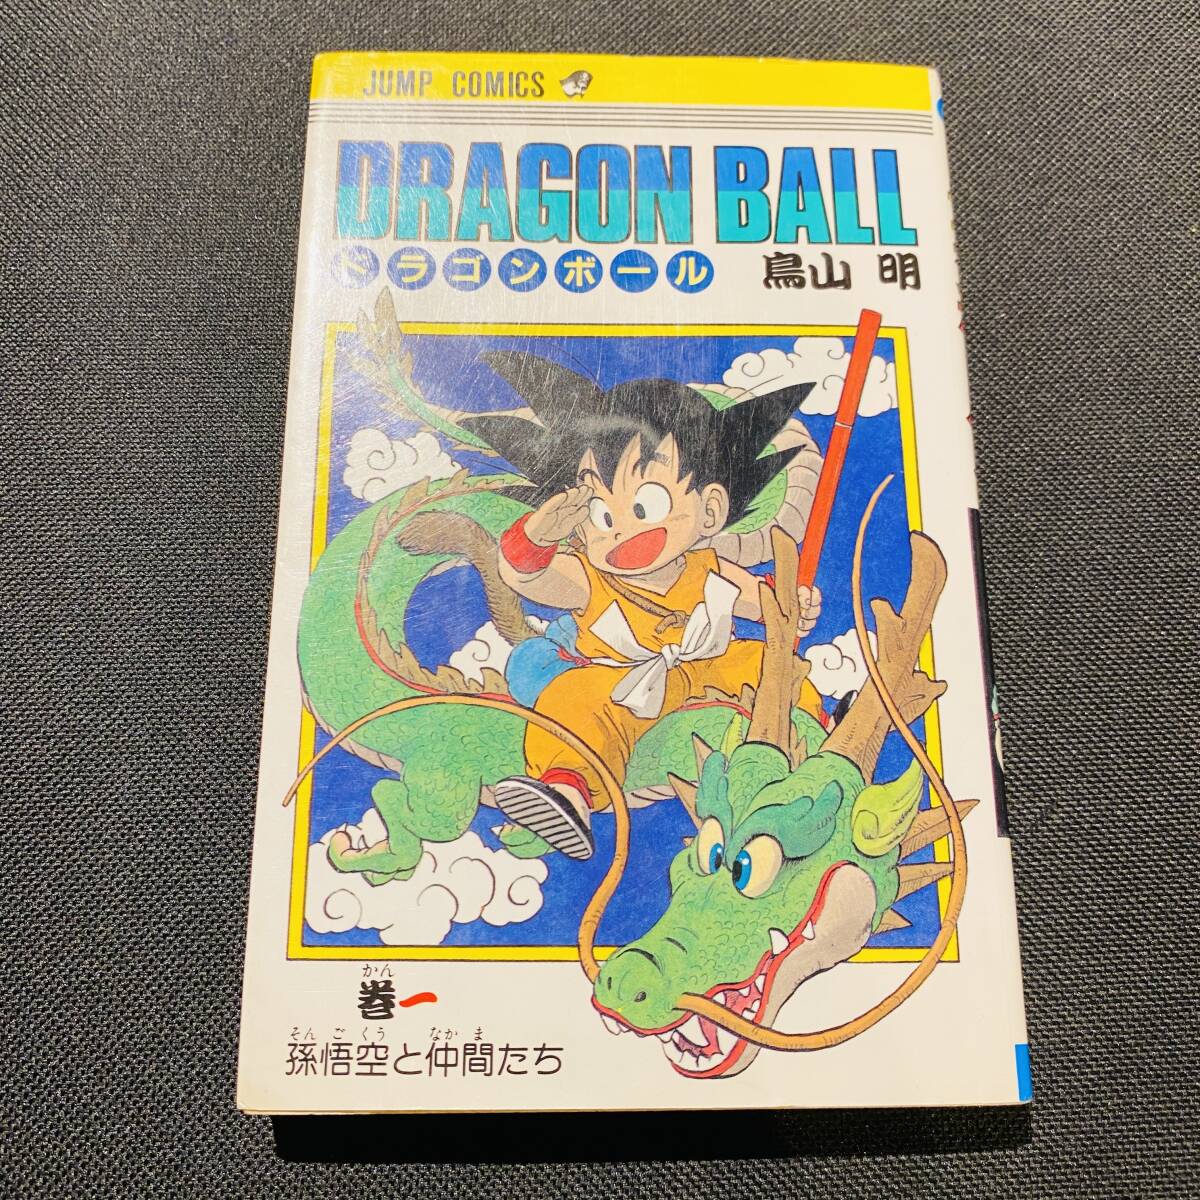 JUMP COMICS
DRAGON BALL
ドラゴンボール 鳥山 明
かん
巻一
そん ご くう なか ま
孫悟空と仲間たち